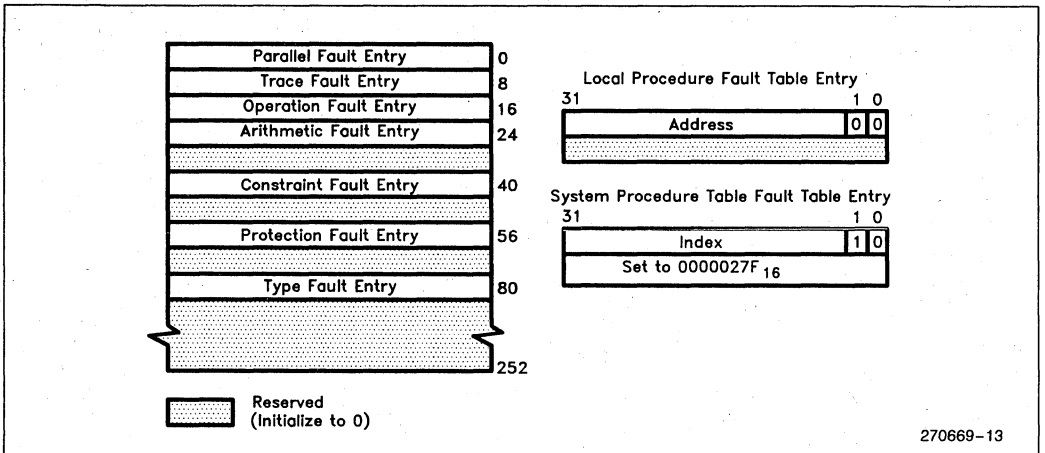 Parallel Fault Entry 0
Trace Fault Entry 8
Operation Fault Entry 16
Arithmetic Fault Entry 24
Constraint Fault Entry 40
Protection Fault Entry 56
Type Fault Entry 80
252
Reserved
(Initialize to 0)
Local Procedure Fault Table Entry
31 1 0
Address 0 0
System Procedure Table Fault Table Entry
31 1 0
Index 1 0
Set to 0000027F 16
270669-13